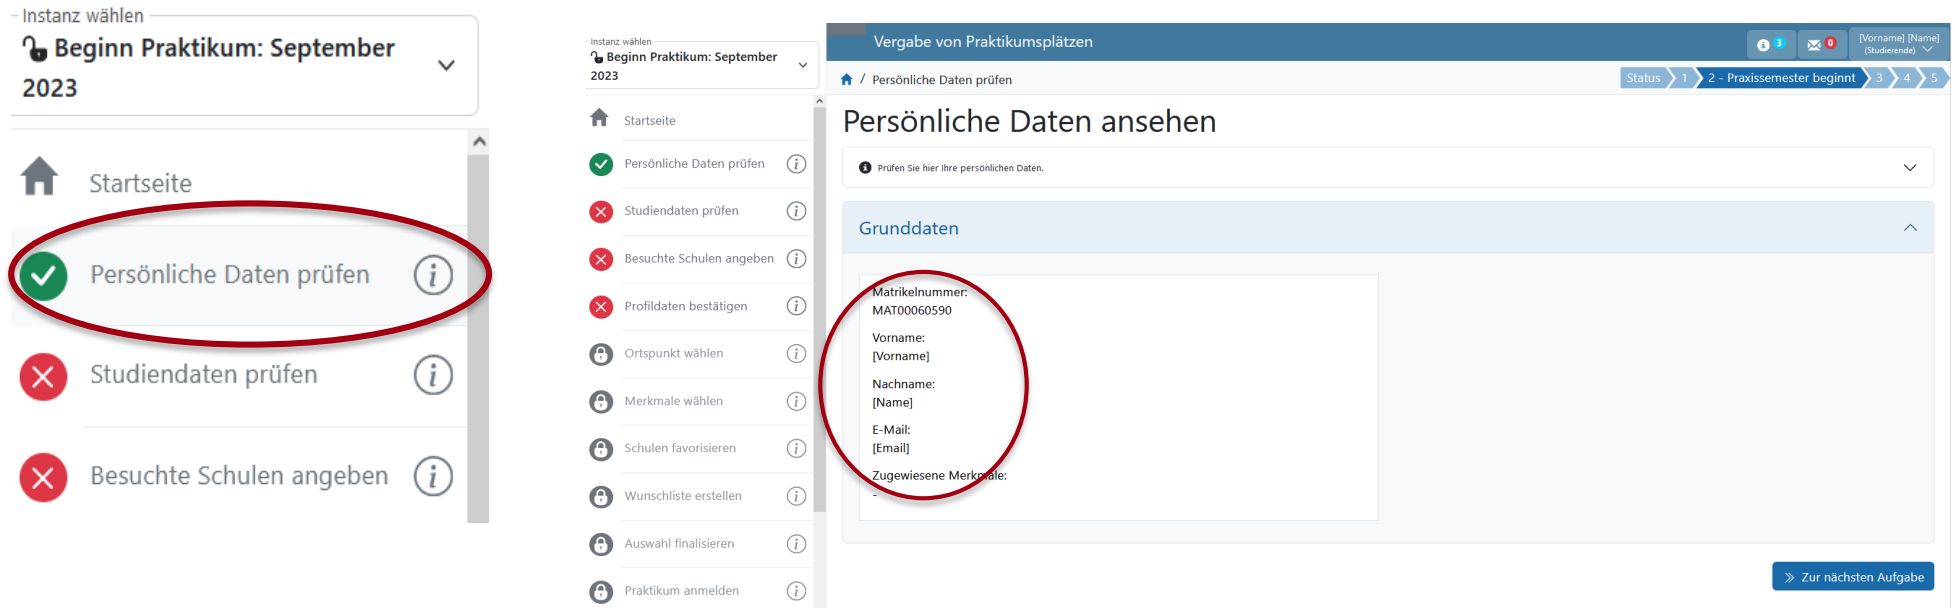 Instanz wählen
Beginn Praktikum: September
2023
Startseite
Persönliche Daten prüfen
Studiendaten prüfen
Besuchte Schulen angeben
Instanz wählen
Beginn Praktikum: September
2023
Startseite
Persönliche Daten prüfen
Studiendaten prüfen
Besuchte Schulen angeben
Profildaten bestätigen
Ortspunkt wählen
Merkmale wählen
Schulen favorisieren
Wunschliste erstellen
Auswahl finalisieren
Praktikum anmelden
Vergabe von Praktikumsplätzen
3
0
[Vorname] [Name]
(Studierende)
/ Persönliche Daten prüfen
Status 1 2 - Praxissemester beginnt 3 4 5
Persönliche Daten ansehen
Prüfen Sie hier Ihre persönlichen Daten.
Grunddaten
Matrikelnummer:
MAT00060590
Vorname:
[Vorname]
Nachname:
[Name]
E-Mail:
[Email]
Zugewiesene Merkmale:
-
Zur nächsten Aufgabe